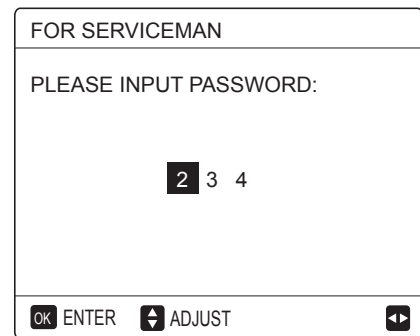 FOR SERVICEMAN
PLEASE INPUT PASSWORD:
2 3 4
OK ENTER ADJUST